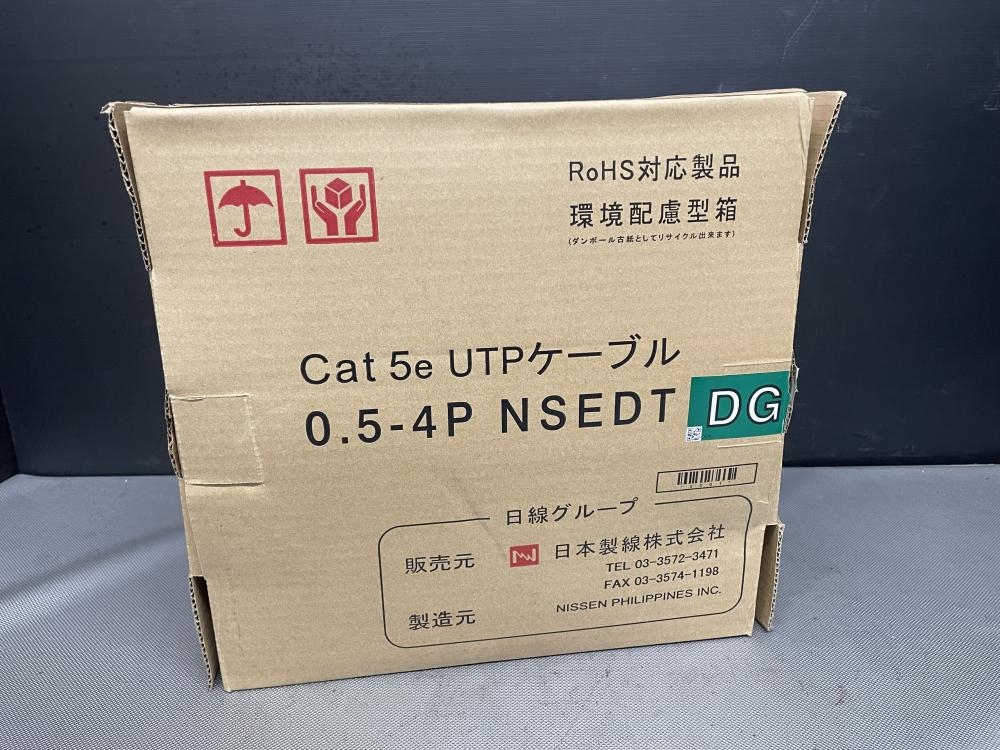 RoHS対応製品
環境配慮型箱
(ダンボール古紙としてリサイクル出来ます)
Cat 5e UTPケーブル
0.5-4P NSEDT DG
日線グループ
販売元 日本製線株式会社
TEL 03-3572-3471
FAX 03-3574-1198
製造元 NISSEN PHILIPPINES INC.